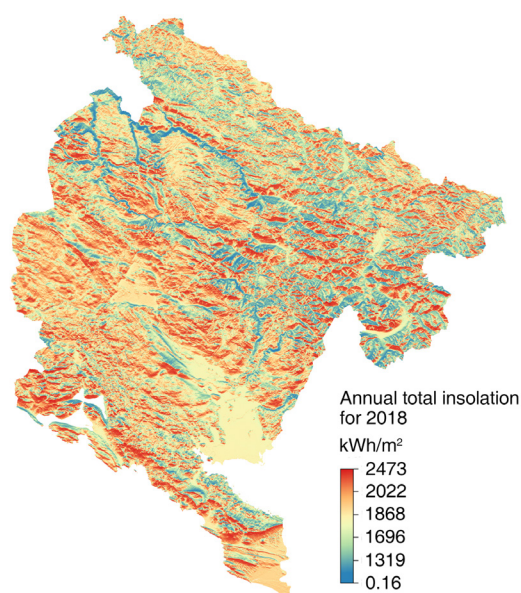 Annual total insolation
for 2018
kWh/m²
2473
2022
1868
1696
1319
0.16